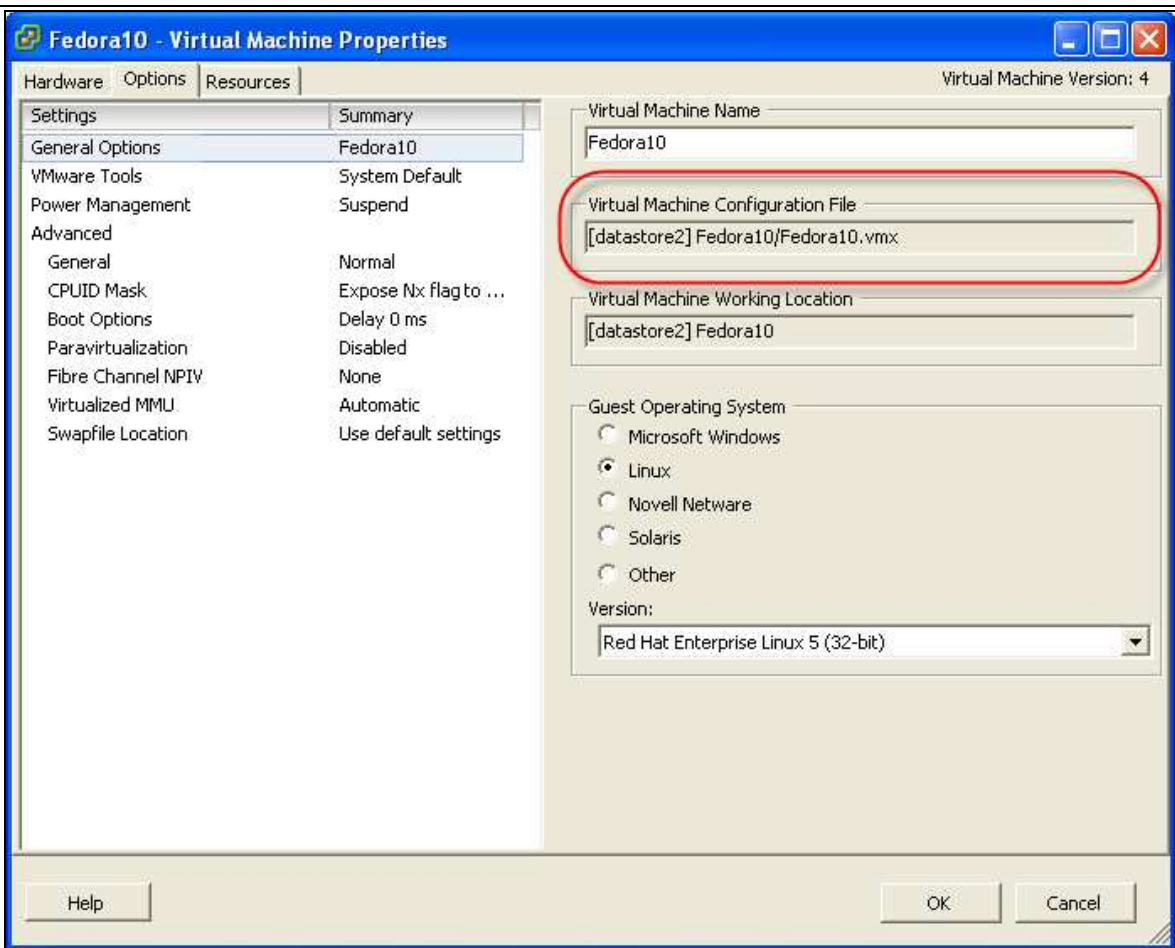 Fedora10 - Virtual Machine Properties
Hardware Options Resources Virtual Machine Version: 4
Settings Summary
General Options Fedora10
VMware Tools System Default
Power Management Suspend
Advanced
General Normal
CPUID Mask Expose Nx flag to ...
Boot Options Delay 0 ms
Paravirtualization Disabled
Fibre Channel NPIV None
Virtualized MMU Automatic
Swapfile Location Use default settings
Virtual Machine Name
Fedora10
Virtual Machine Configuration File
[datastore2] Fedora10/Fedora10.vmx
Virtual Machine Working Location
[datastore2] Fedora10
Guest Operating System
Microsoft Windows
Linux
Novell Netware
Solaris
Other
Version:
Red Hat Enterprise Linux 5 (32-bit)
Help OK Cancel